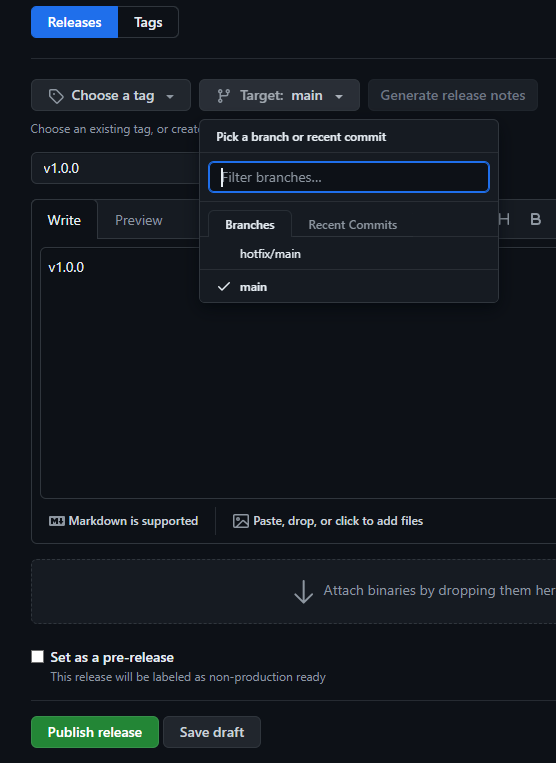 Releases Tags
Choose a tag Target: main Generate release notes
Choose an existing tag, or create
Pick a branch or recent commit
v1.0.0
Filter branches...
Write Preview H B
Branches Recent Commits
hotfix/main
v1.0.0
main
Markdown is supported Paste, drop, or click to add files
Attach binaries by dropping them her
Set as a pre-release
This release will be labeled as non-production ready
Publish release Save draft